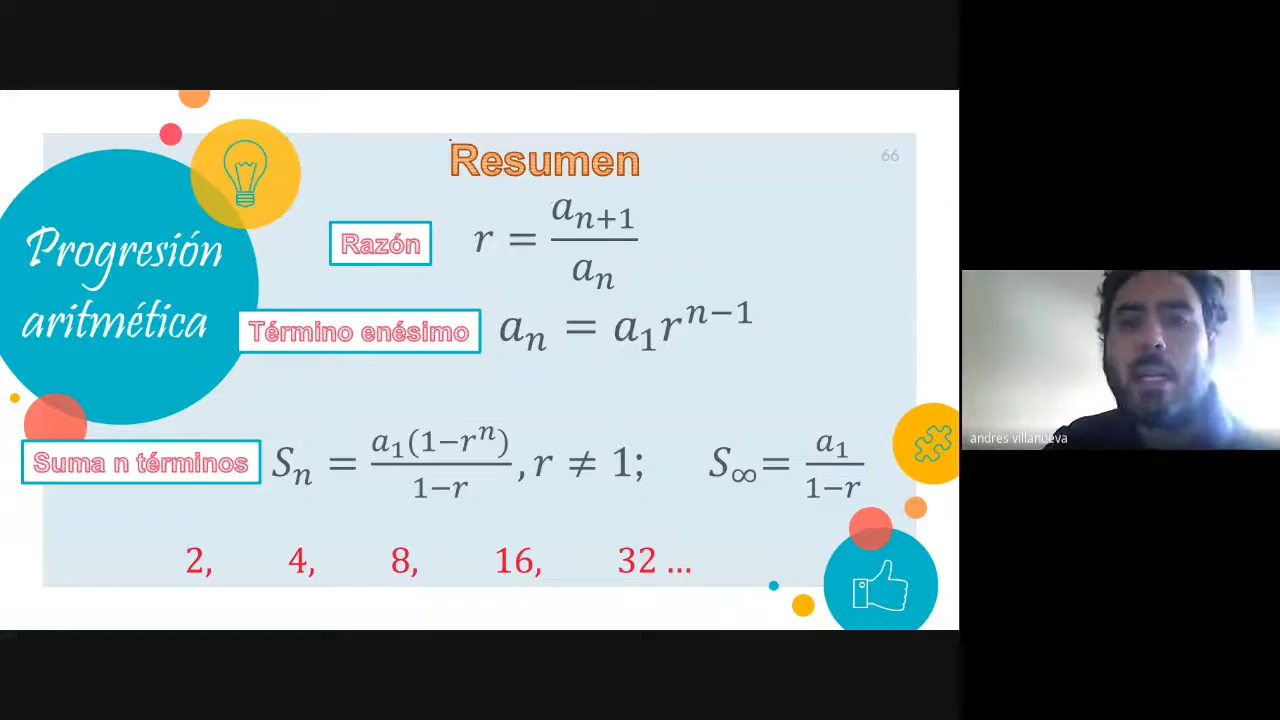 Resumen
66
Progresión
aritmética
Razón
r = a_{n+1}/a_n
Término enésimo
a_n = a_1 r^{n-1}
Suma n términos
S_n = a_1(1-r^n)/(1-r), r ≠ 1; S_∞ = a_1/(1-r)
2, 4, 8, 16, 32 ...
andres villanueva